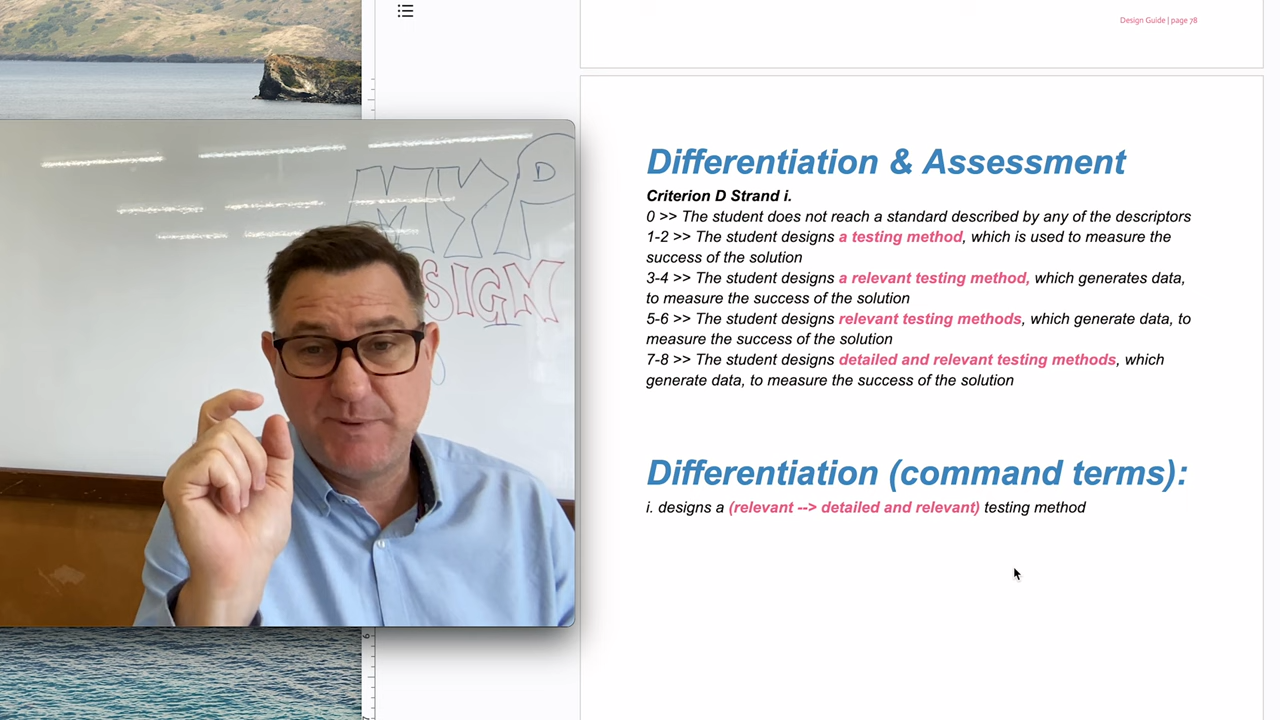 Design Guide | page 78
MYP
D
SIGN
Differentiation & Assessment
Criterion D Strand i.
0 >> The student does not reach a standard described by any of the descriptors
1-2 >> The student designs a testing method, which is used to measure the
success of the solution
3-4 >> The student designs a relevant testing method, which generates data,
to measure the success of the solution
5-6 >> The student designs relevant testing methods, which generate data, to
measure the success of the solution
7-8 >> The student designs detailed and relevant testing methods, which
generate data, to measure the success of the solution
Differentiation (command terms):
i. designs a (relevant --> detailed and relevant) testing method